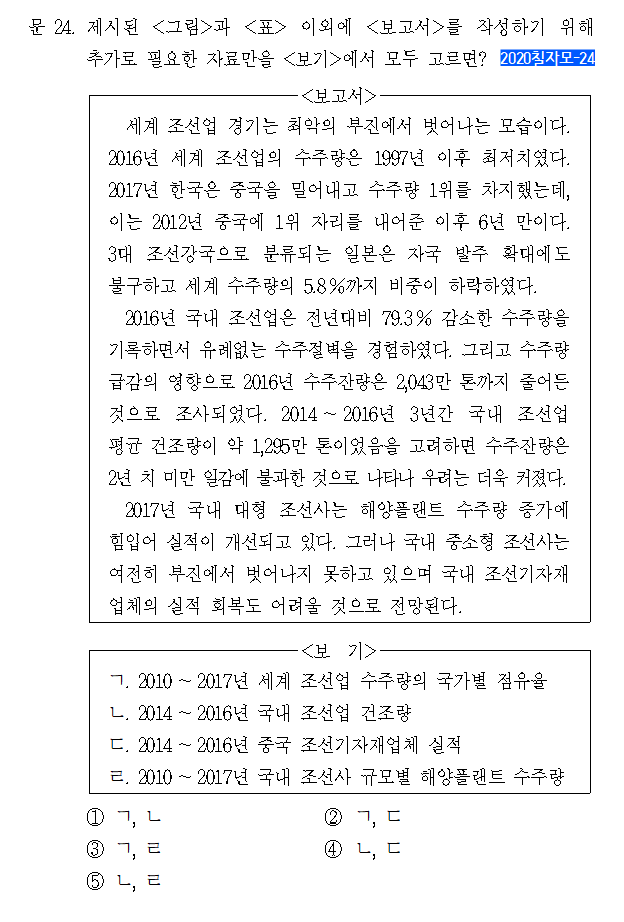 문 24. 제시된 <그림>과 <표> 이외에 <보고서>를 작성하기 위해
추가로 필요한 자료만을 <보기>에서 모두 고르면? 2020침자모-24
<보고서>
세계 조선업 경기는 최악의 부진에서 벗어나는 모습이다.
2016년 세계 조선업의 수주량은 1997년 이후 최저치였다.
2017년 한국은 중국을 밀어내고 수주량 1위를 차지했는데,
이는 2012년 중국에 1위 자리를 내어준 이후 6년 만이다.
3대 조선강국으로 분류되는 일본은 자국 발주 확대에도
불구하고 세계 수주량의 5.8%까지 비중이 하락하였다.
2016년 국내 조선업은 전년대비 79.3% 감소한 수주량을
기록하면서 유례없는 수주절벽을 경험하였다. 그리고 수주량
급감의 영향으로 2016년 수주잔량은 2,043만 톤까지 줄어든
것으로 조사되었다. 2014~2016년 3년간 국내 조선업
평균 건조량이 약 1,295만 톤이었음을 고려하면 수주잔량은
2년 치 미만 일감에 불과한 것으로 나타나 우려는 더욱 커졌다.
2017년 국내 대형 조선사는 해양플랜트 수주량 증가에
힘입어 실적이 개선되고 있다. 그러나 국내 중소형 조선사는
여전히 부진에서 벗어나지 못하고 있으며 국내 조선기자재
업체의 실적 회복도 어려울 것으로 전망된다.
<보 기>
ㄱ. 2010~2017년 세계 조선업 수주량의 국가별 점유율
ㄴ. 2014~2016년 국내 조선업 건조량
ㄷ. 2014~2016년 중국 조선기자재업체 실적
ㄹ. 2010~2017년 국내 조선사 규모별 해양플랜트 수주량
① ㄱ, ㄴ ② ㄱ, ㄷ
③ ㄱ, ㄹ ④ ㄴ, ㄷ
⑤ ㄴ, ㄹ